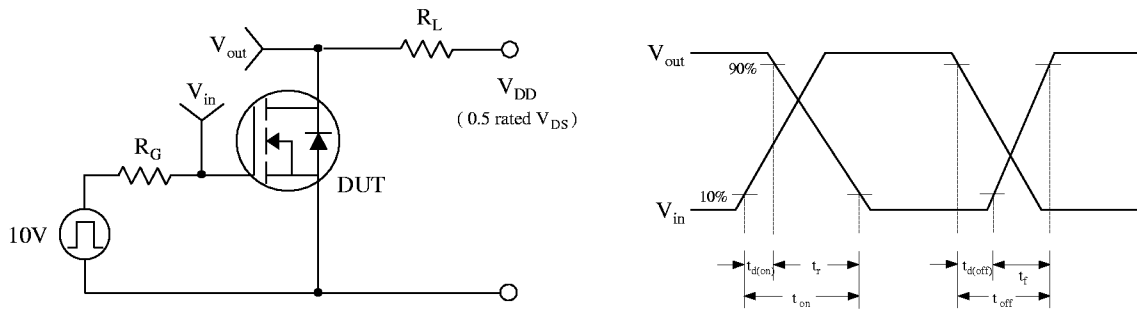 R_L
V_out
V_in
V_DD
( 0.5 rated V_DS )
R_G
DUT
10V
V_out
90%
10%
V_in
t_d(on)
t_r
t_d(off)
t_f
t_on
t_off